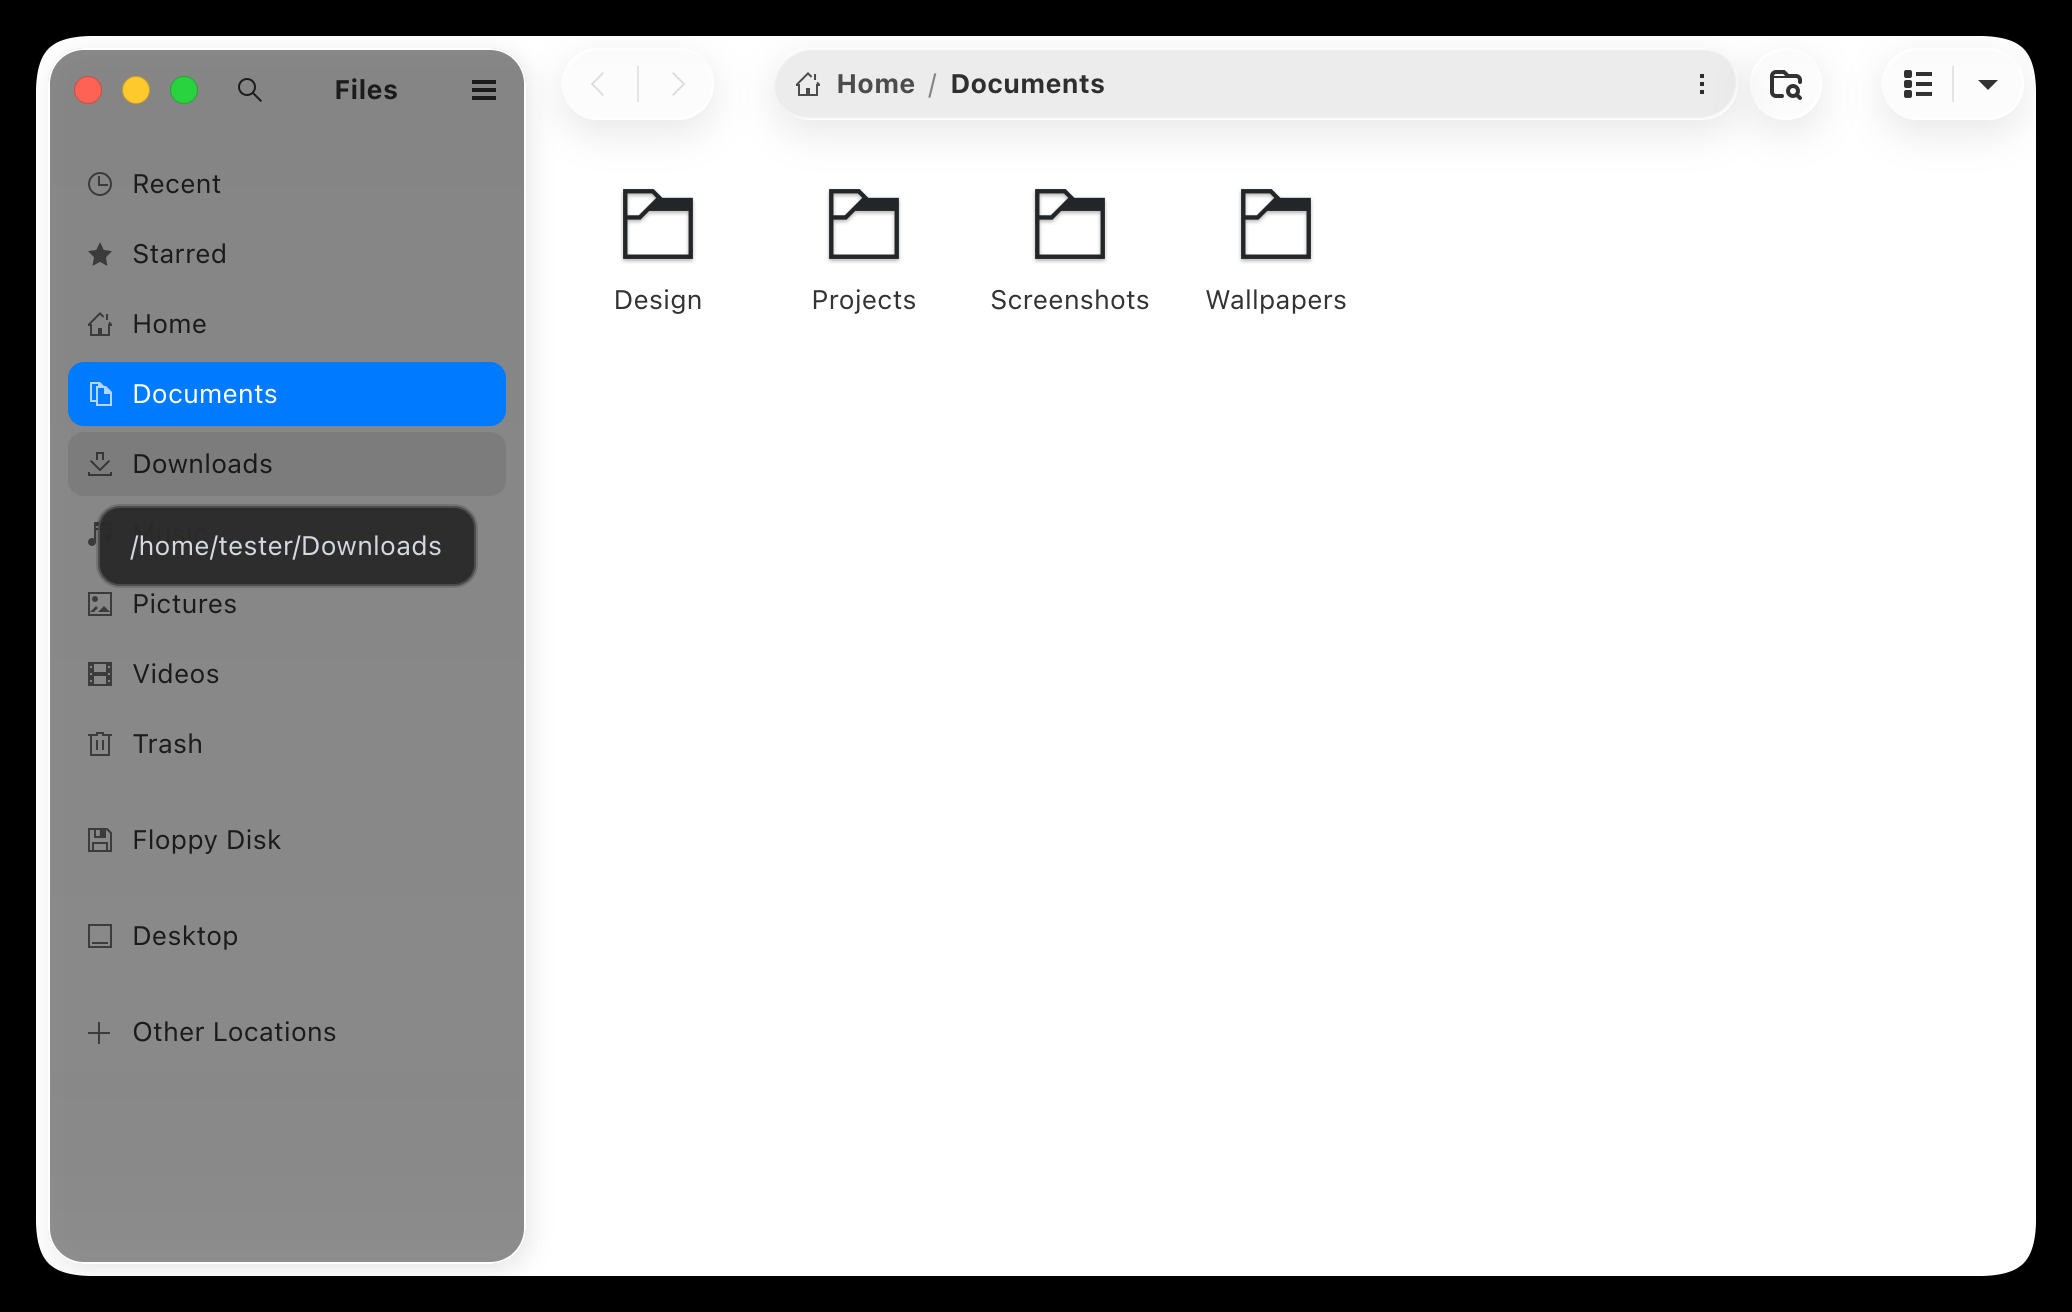 Files
Home / Documents
Recent
Starred
Home
Documents
Downloads
/home/tester/Downloads
Pictures
Videos
Trash
Floppy Disk
Desktop
Other Locations
Design
Projects
Screenshots
Wallpapers